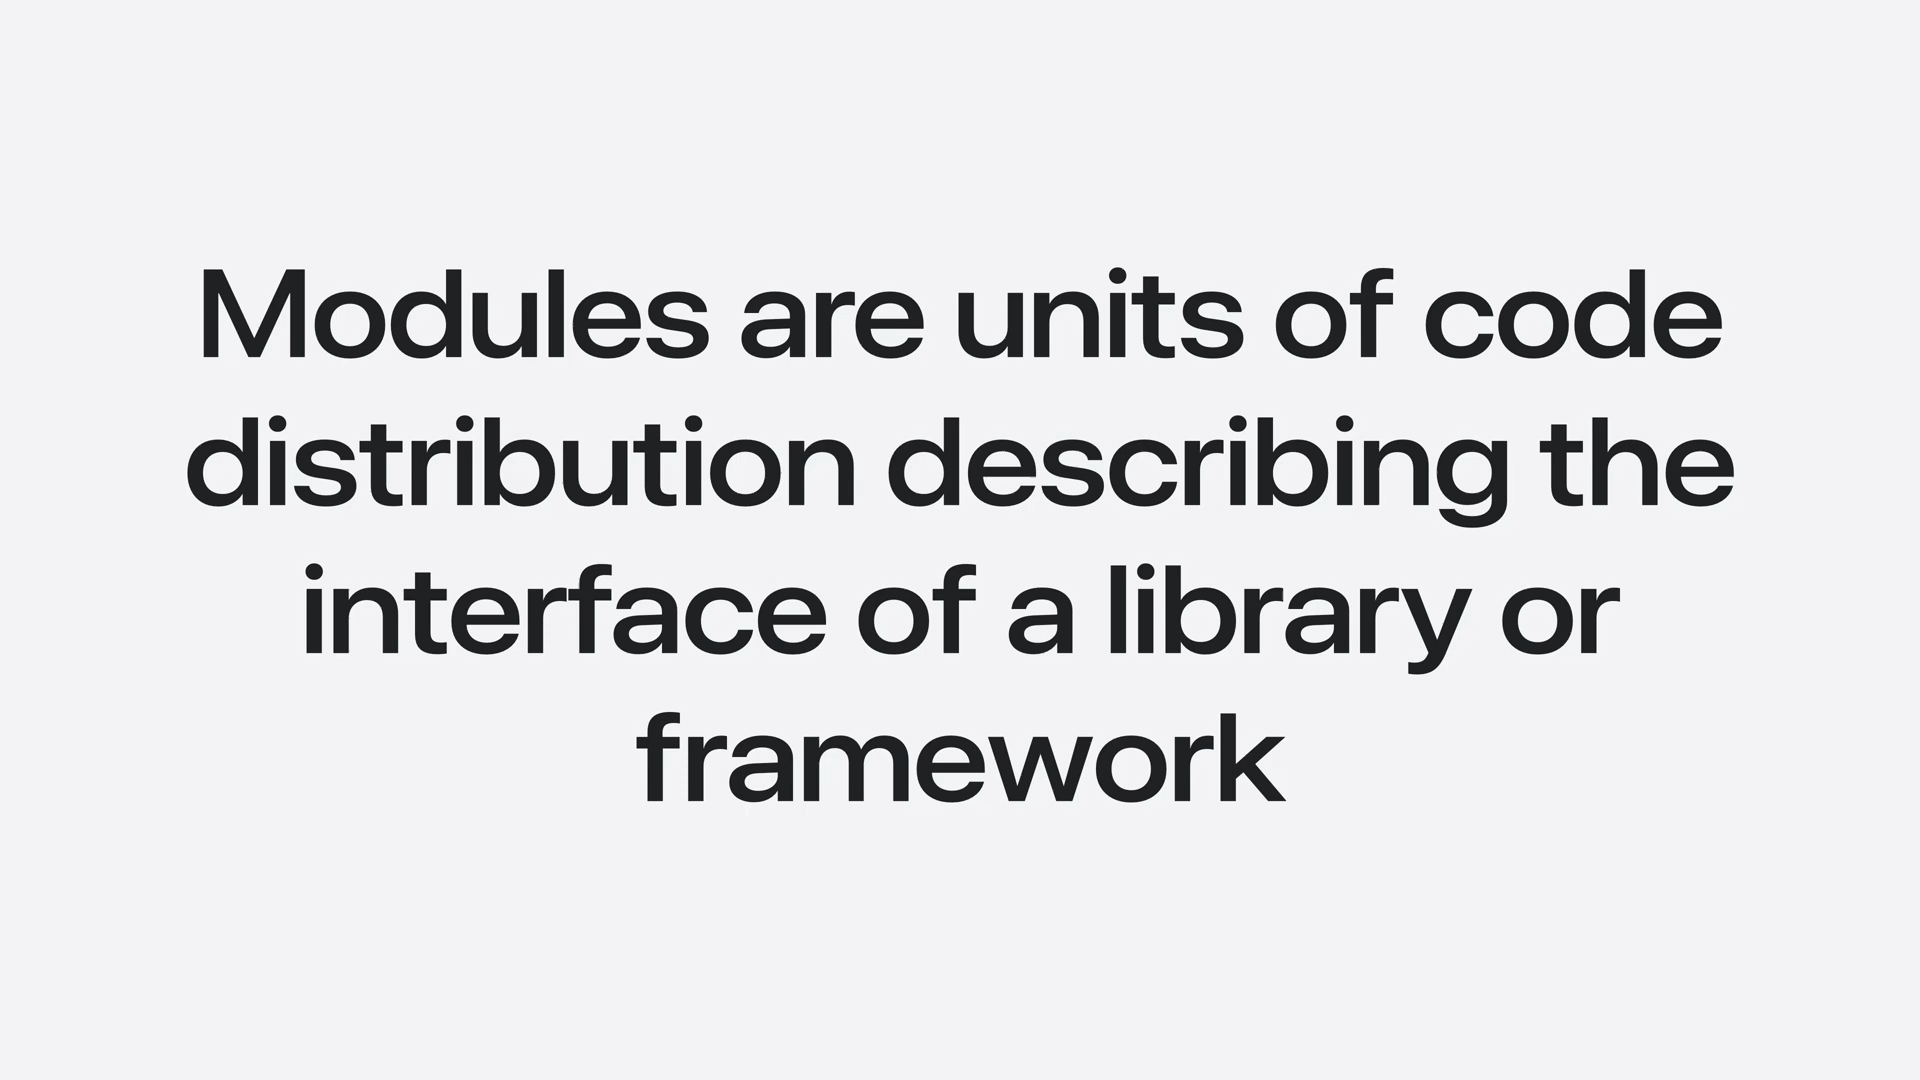 Modules are units of code
distribution describing the
interface of a library or
framework